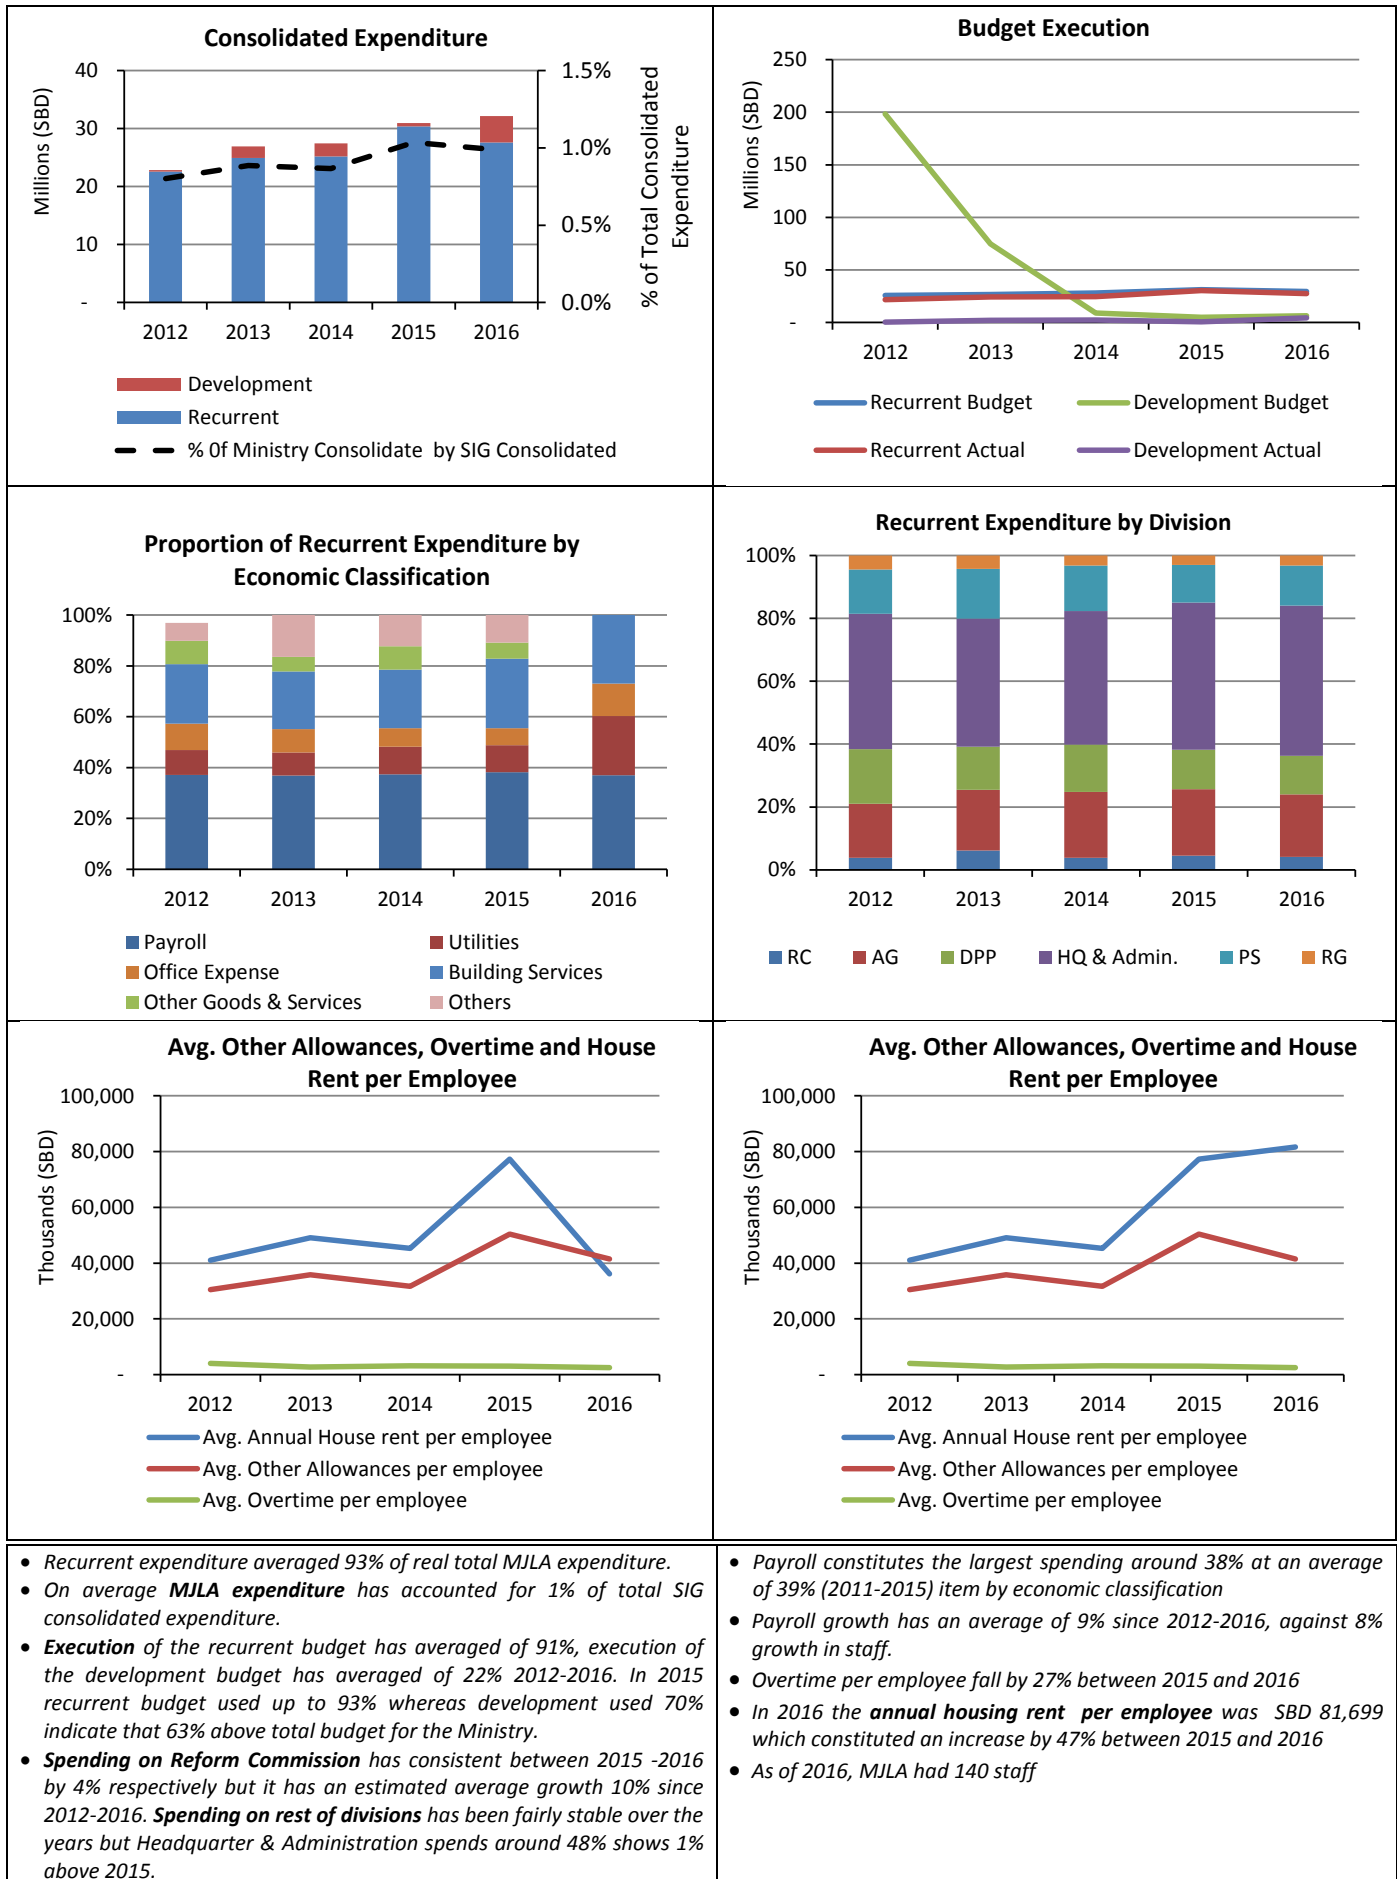 Consolidated Expenditure
Millions (SBD)
40
30
20
10
-
1.5%
1.0%
0.5%
0.0%
% of Total Consolidated
Expenditure
2012 2013 2014 2015 2016
Development
Recurrent
% 0f Ministry Consolidate by SIG Consolidated
Budget Execution
Millions (SBD)
250
200
150
100
50
-
2012 2013 2014 2015 2016
Recurrent Budget Development Budget
Recurrent Actual Development Actual
Proportion of Recurrent Expenditure by
Economic Classification
100%
80%
60%
40%
20%
0%
2012 2013 2014 2015 2016
Payroll Utilities
Office Expense Building Services
Other Goods & Services Others
Recurrent Expenditure by Division
100%
80%
60%
40%
20%
0%
2012 2013 2014 2015 2016
RC AG DPP HQ & Admin. PS RG
Avg. Other Allowances, Overtime and House
Rent per Employee
Thousands (SBD)
100,000
80,000
60,000
40,000
20,000
-
2012 2013 2014 2015 2016
Avg. Annual House rent per employee
Avg. Other Allowances per employee
Avg. Overtime per employee
Avg. Other Allowances, Overtime and House
Rent per Employee
Thousands (SBD)
100,000
80,000
60,000
40,000
20,000
-
2012 2013 2014 2015 2016
Avg. Annual House rent per employee
Avg. Other Allowances per employee
Avg. Overtime per employee
• Recurrent expenditure averaged 93% of real total MJLA expenditure.
• On average MJLA expenditure has accounted for 1% of total SIG
consolidated expenditure.
• Execution of the recurrent budget has averaged of 91%, execution of
the development budget has averaged of 22% 2012-2016. In 2015
recurrent budget used up to 93% whereas development used 70%
indicate that 63% above total budget for the Ministry.
• Spending on Reform Commission has consistent between 2015 -2016
by 4% respectively but it has an estimated average growth 10% since
2012-2016. Spending on rest of divisions has been fairly stable over the
years but Headquarter & Administration spends around 48% shows 1%
above 2015.
• Payroll constitutes the largest spending around 38% at an average
of 39% (2011-2015) item by economic classification
• Payroll growth has an average of 9% since 2012-2016, against 8%
growth in staff.
• Overtime per employee fall by 27% between 2015 and 2016
• In 2016 the annual housing rent per employee was SBD 81,699
which constituted an increase by 47% between 2015 and 2016
• As of 2016, MJLA had 140 staff